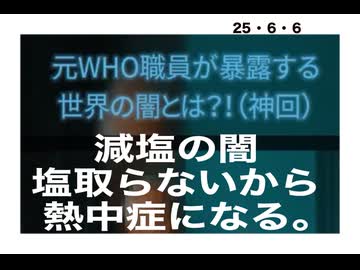 25・6・6
元WHO職員が暴露する
世界の闇とは?!(神回)
減塩の闇
塩取らないから
熱中症になる。